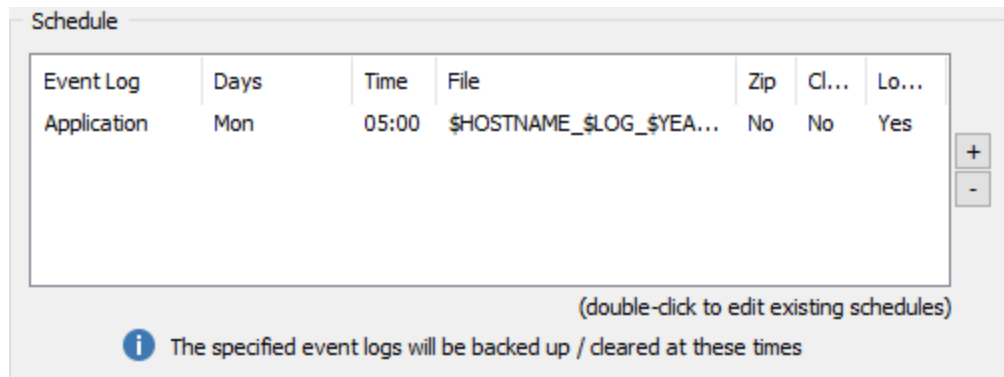 Schedule
Event Log Days Time File Zip Cl... Lo...
Application Mon 05:00 $HOSTNAME_$LOG_$YEA... No No Yes
+
-
(double-click to edit existing schedules)
i The specified event logs will be backed up / cleared at these times